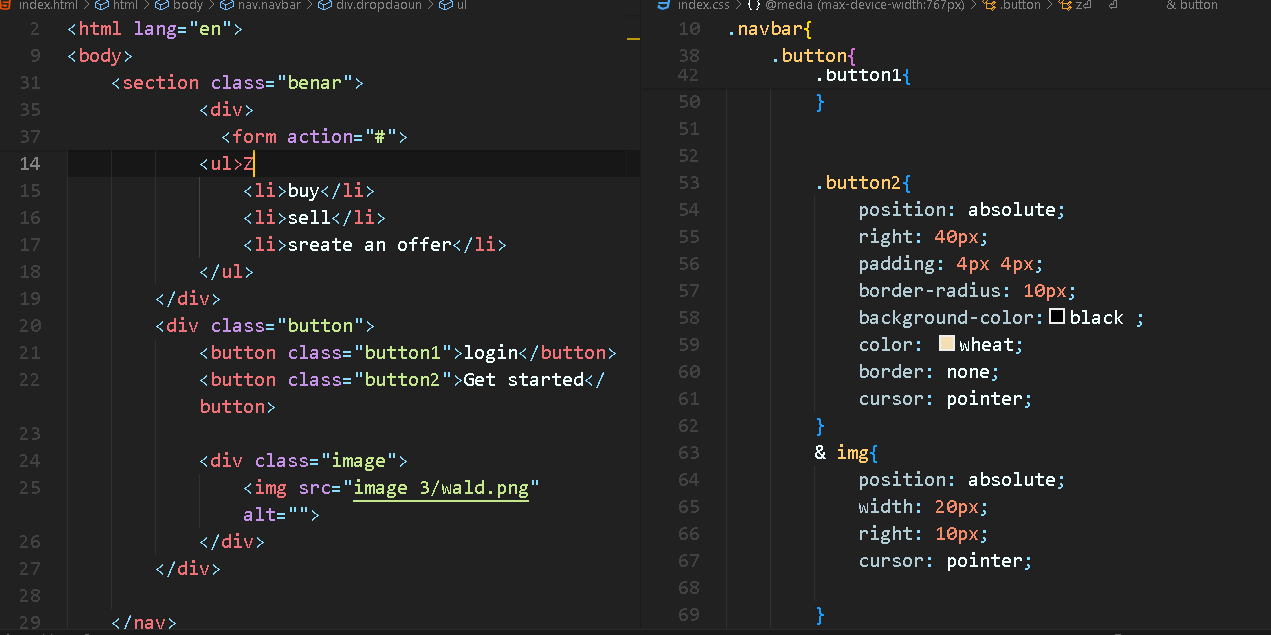 index.html > html > body > nav.navbar > div.dropdaoun > ul
2 <html lang="en">
9 <body>
31 <section class="benar">
35 <div>
37 <form action="#">
14 <ul>Z
15 <li>buy</li>
16 <li>sell</li>
17 <li>sreate an offer</li>
18 </ul>
19 </div>
20 <div class="button">
21 <button class="button1">login</button>
22 <button class="button2">Get started</
button>
23
24 <div class="image">
25 <img src="image 3/wald.png"
alt="">
26 </div>
27 </div>
28
29 </nav>
index.css > {} @media (max-device-width:767px) > .button > z⏎ ⏎ & button
10 .navbar{
38 .button{
42 .button1{
50 }
51
52
53 .button2{
54 position: absolute;
55 right: 40px;
56 padding: 4px 4px;
57 border-radius: 10px;
58 background-color: black ;
59 color: wheat;
60 border: none;
61 cursor: pointer;
62 }
63 & img{
64 position: absolute;
65 width: 20px;
66 right: 10px;
67 cursor: pointer;
68
69 }